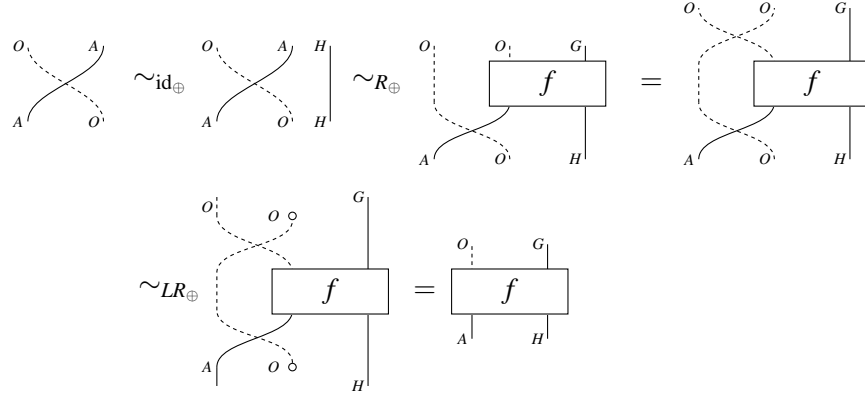 O A O A H O O G O O G
∼id⊕ ∼R⊕ f = f
A O A O H A O H A O H
O O G O G
∼LR⊕ f = f
A O H A H